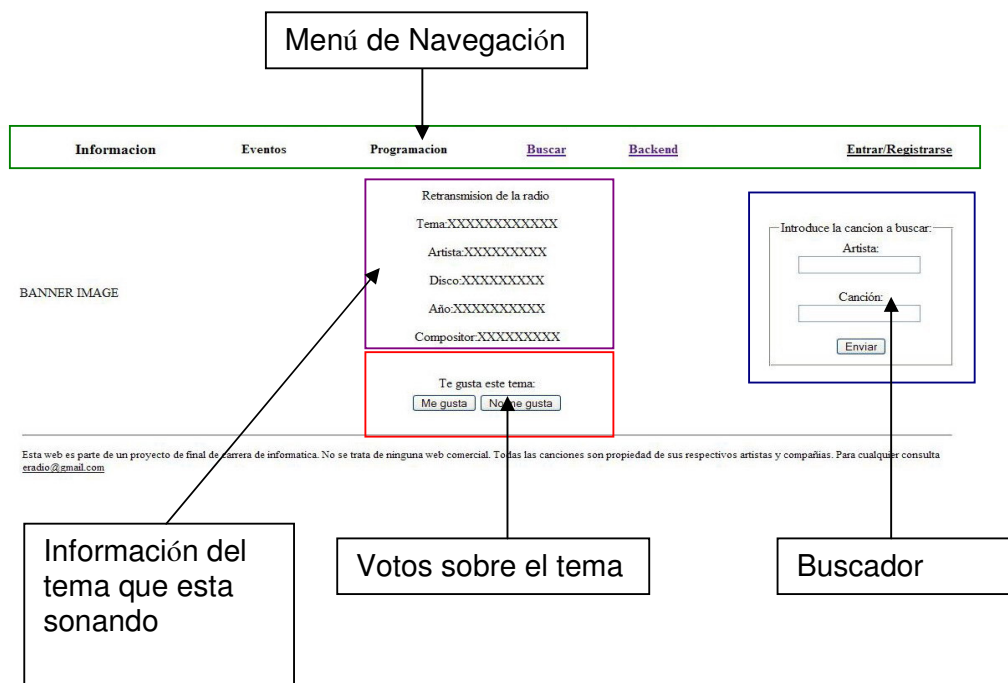 Menú de Navegación
Informacion Eventos Programacion Buscar Backend Entrar/Registrarse
Retransmision de la radio
Tema:XXXXXXXXXXXX
Artista:XXXXXXXXX
Disco:XXXXXXXXX
Año:XXXXXXXXXX
Compositor:XXXXXXXXX
BANNER IMAGE
Introduce la cancion a buscar:
Artista:
Canción:
Enviar
Te gusta este tema:
Me gusta No me gusta
Esta web es parte de un proyecto de final de carrera de informatica. No se trata de ninguna web comercial. Todas las canciones son propiedad de sus respectivos artistas y compañias. Para cualquier consulta
eradio@gmail.com
Información del
tema que esta
sonando
Votos sobre el tema
Buscador